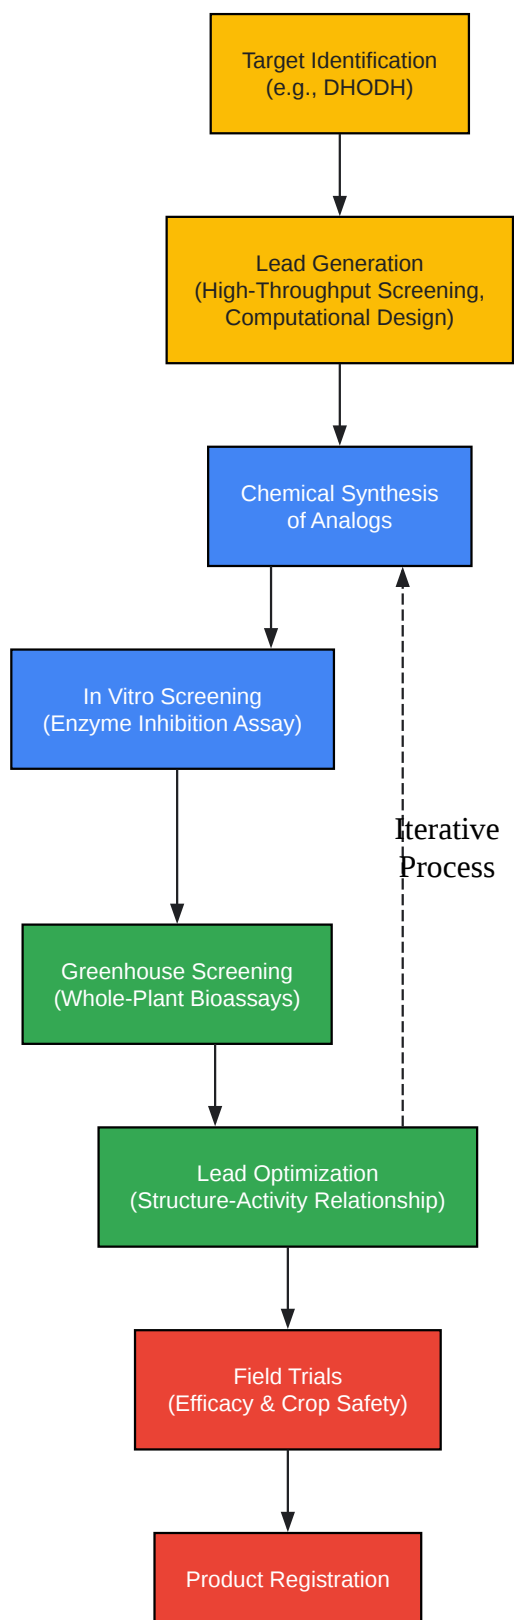 Target Identification
(e.g., DHODH)
Lead Generation
(High-Throughput Screening,
Computational Design)
Chemical Synthesis
of Analogs
In Vitro Screening
(Enzyme Inhibition Assay)
Iterative
Process
Greenhouse Screening
(Whole-Plant Bioassays)
Lead Optimization
(Structure-Activity Relationship)
Field Trials
(Efficacy & Crop Safety)
Product Registration